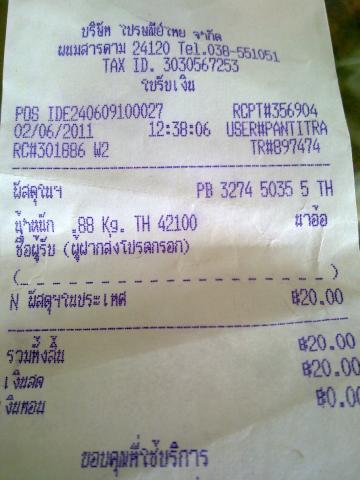 บริษัท ไปรษณีย์ไทย จำกัด
พนมสารคาม 24120 Tel.038-551051
TAX ID. 3030567253
ใบรับเงิน
POS IDE240609100027 RCPT#356904
02/06/2011 12:38:06 USER#PANTITRA
RC#301886 W2 TR#897474
พัสดุในฯ PB 3274 5035 5 TH
น้ำหนัก .88 Kg. TH 42100 นาอ้อ
ชื่อผู้รับ (ผู้ฝากส่งโปรดกรอก)
(_ _ _ _ _ _ _ _ _ _ _ _ _ _ _)
N พัสดุฯในประเทศ ฿20.00
รวมทั้งสิ้น ฿20.00
เงินสด ฿20.00
เงินทอน ฿0.00
ขอบคุณที่ใช้บริการ